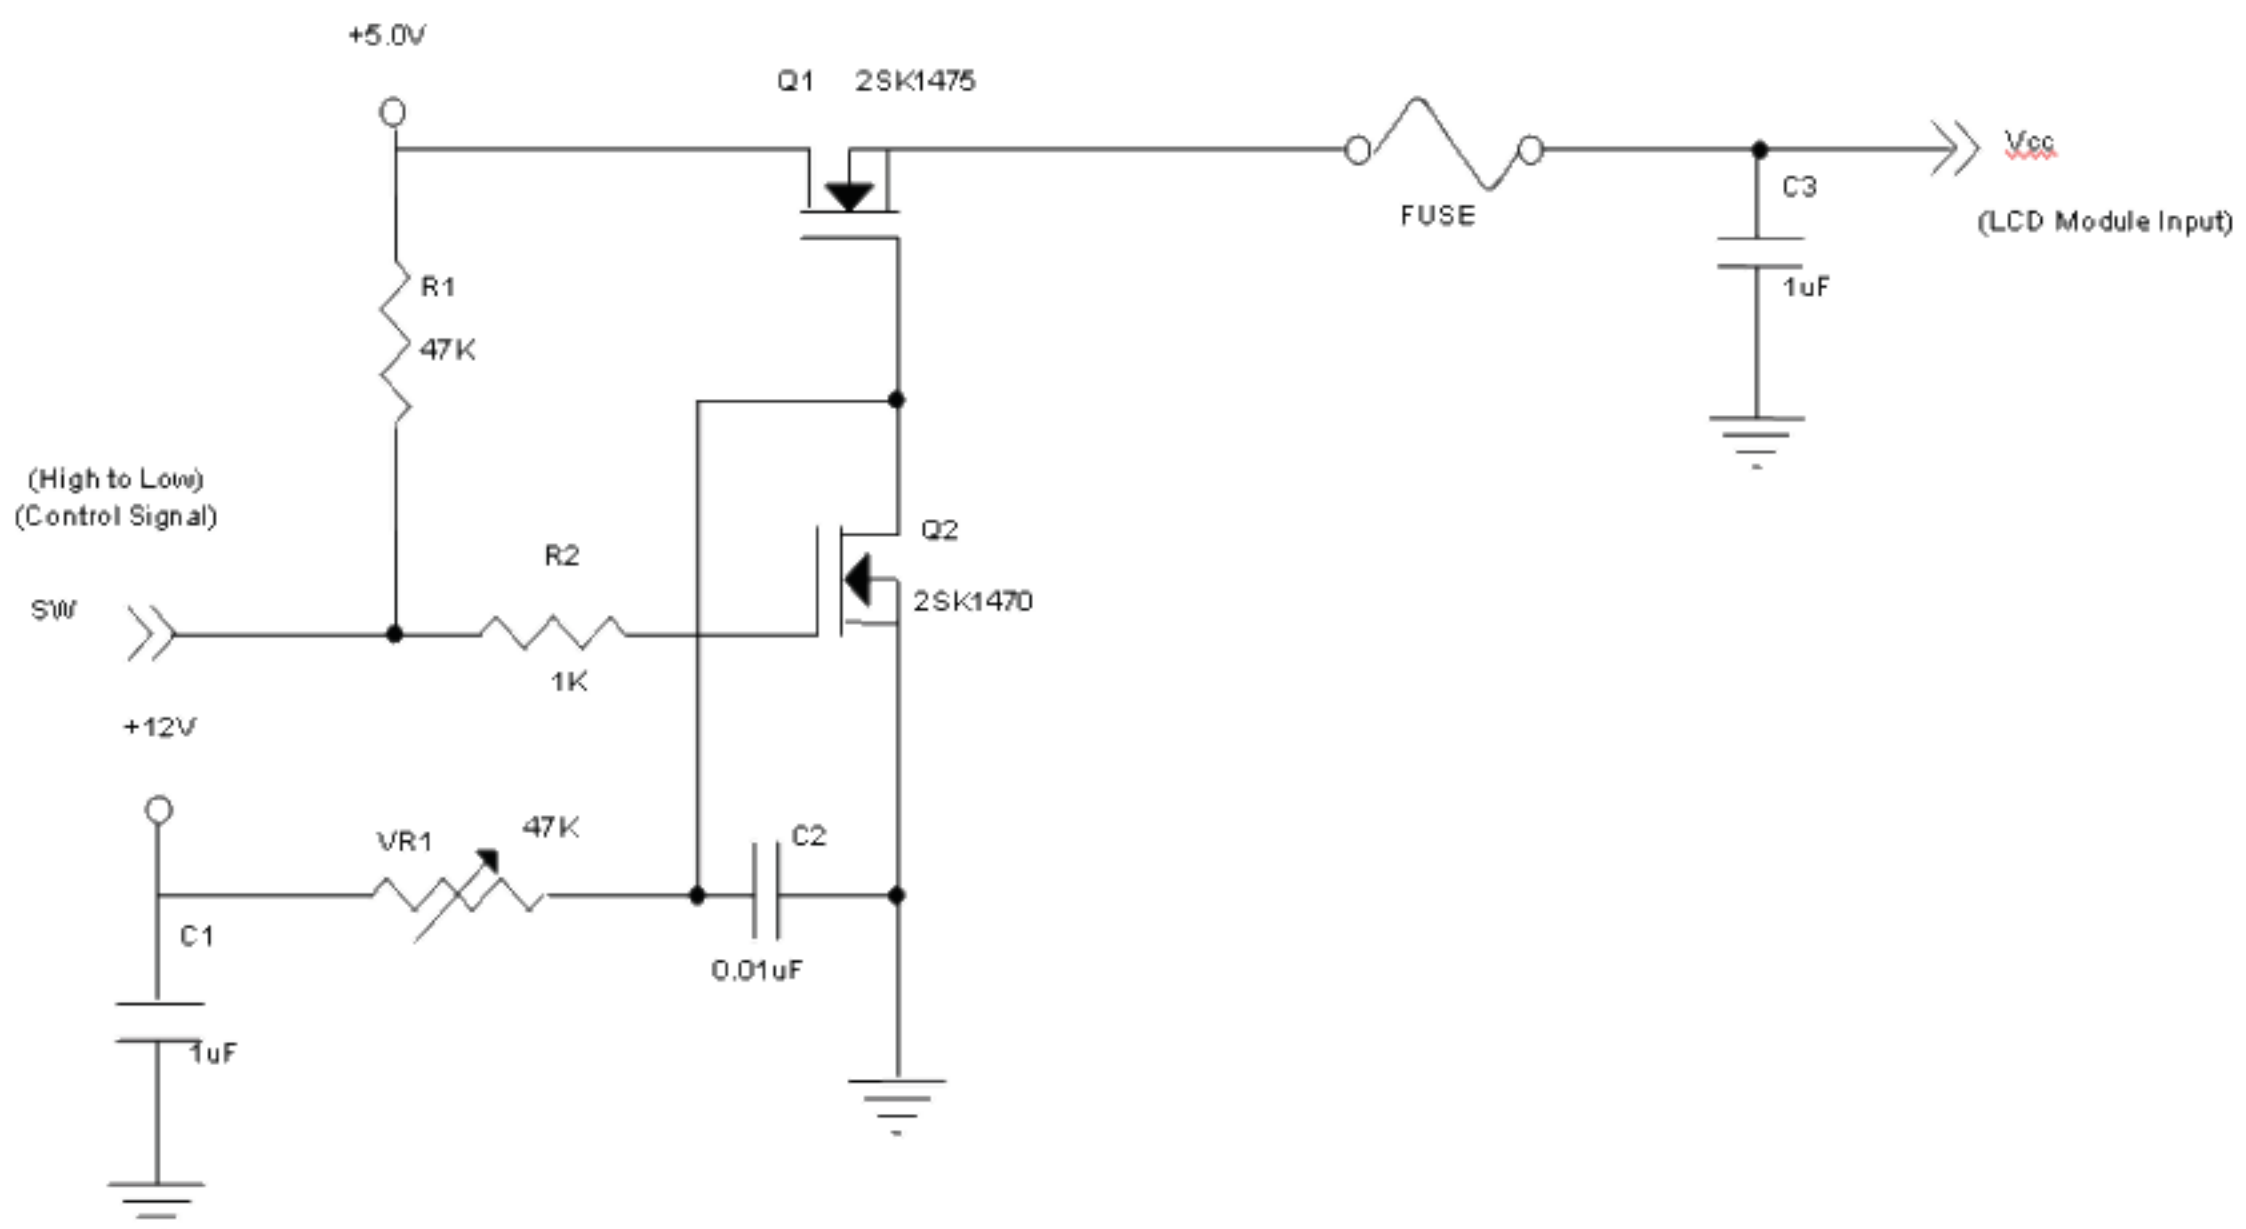 +5.0V
Q1 2SK1475
Vcc
C3
(LCD Module Input)
FUSE
R1
1uF
47K
(High to Low)
(Control Signal)
Q2
R2
2SK1470
SW
1K
+12V
47K
VR1
C2
C1
0.01uF
1uF